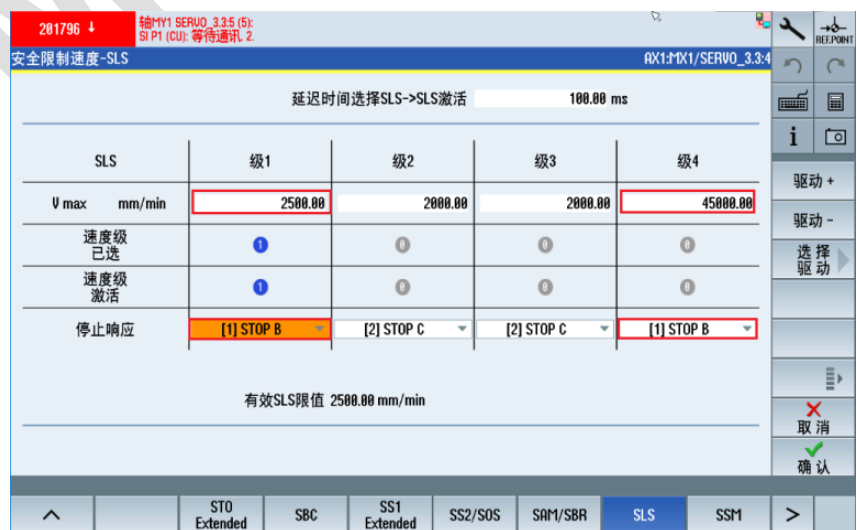 201796 ↓
轴MY1 SERVO_3.3:5 (5):
SI P1 (CU): 等待通讯 2.
REF.POINT
安全限制速度-SLS
AX1:MX1/SERVO_3.3:4
延迟时间选择SLS->SLS激活 100.00 ms
SLS 级1 级2 级3 级4
V max mm/min 2500.00 2000.00 2000.00 45000.00
速度级
已选 1 0 0 0
速度级
激活 1 0 0 0
停止响应 [1] STOP B [2] STOP C [2] STOP C [1] STOP B
有效SLS限值 2500.00 mm/min
i
驱动 +
驱动 -
选择
驱动
取消
确认
STO
Extended
SBC
SS1
Extended
SS2/SOS
SAM/SBR
SLS
SSM
>